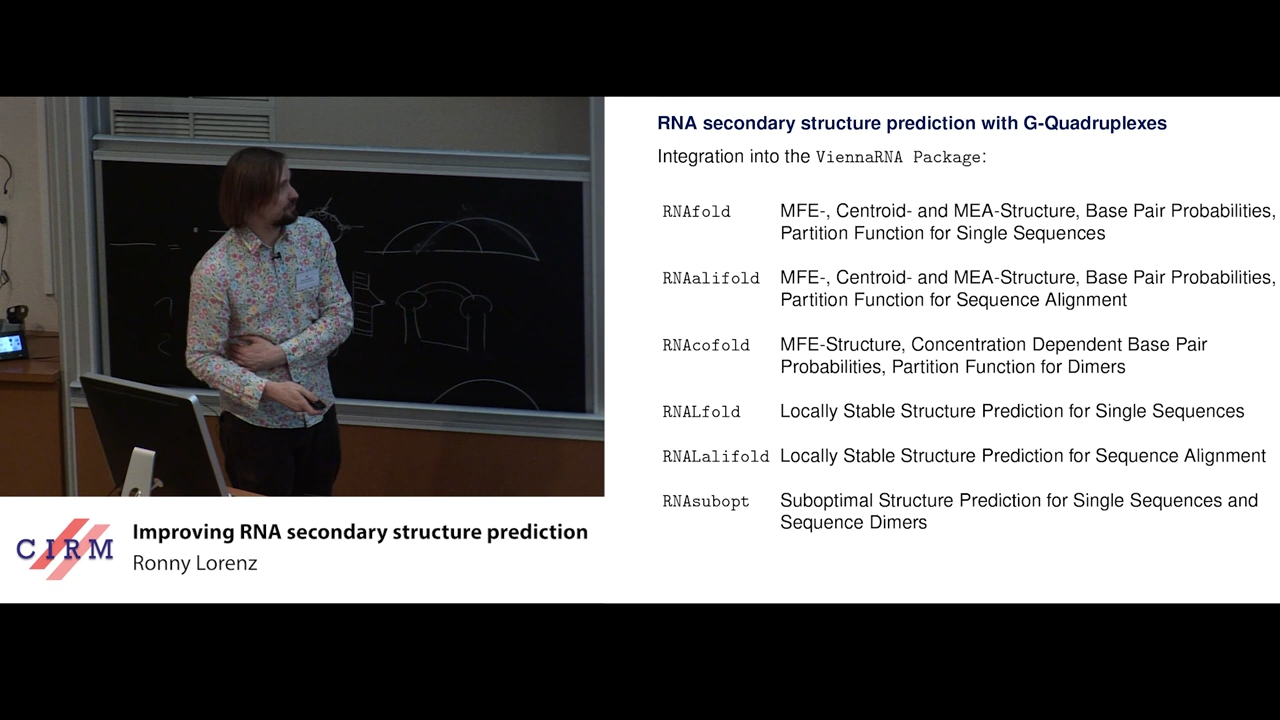 RNA secondary structure prediction with G-Quadruplexes
Integration into the ViennaRNA Package:
RNAfold MFE-, Centroid- and MEA-Structure, Base Pair Probabilities,
Partition Function for Single Sequences
RNAalifold MFE-, Centroid- and MEA-Structure, Base Pair Probabilities,
Partition Function for Sequence Alignment
RNAcofold MFE-Structure, Concentration Dependent Base Pair
Probabilities, Partition Function for Dimers
RNALfold Locally Stable Structure Prediction for Single Sequences
RNALalifold Locally Stable Structure Prediction for Sequence Alignment
RNAsubopt Suboptimal Structure Prediction for Single Sequences and
Sequence Dimers
CIRM
Improving RNA secondary structure prediction
Ronny Lorenz